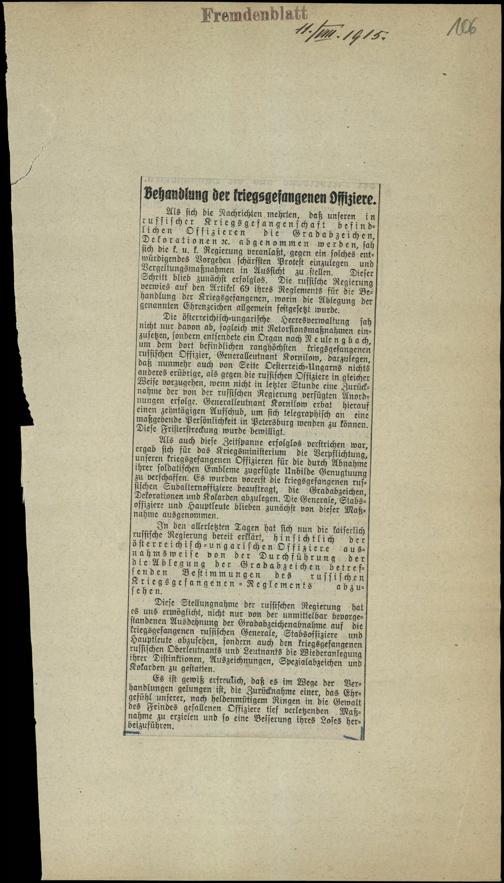 Fremdenblatt
11./VIII. 1915.
106
Behandlung der kriegsgefangenen Offiziere.
Als sich die Nachrichten mehrten, daß unseren in
russischer Kriegsgefangenschaft befind-
lichen Offizieren die Gradabzeichen,
Dekorationen ꝛc. abgenommen werden, sah
sich die k. u. k. Regierung veranlaßt, gegen ein solches ent-
würdigendes Vorgehen schärfsten Protest einzulegen und
Vergeltungsmaßnahmen in Aussicht zu stellen. Dieser
Schritt blieb zunächst erfolglos. Die russische Regierung
verwies auf den Artikel 69 ihres Reglements für die Be-
handlung der Kriegsgefangenen, worin die Ablegung der
genannten Ehrenzeichen allgemein festgesetzt wurde.
Die österreichisch-ungarische Heeresverwaltung sah
nicht nur davon ab, sogleich mit Retorsionsmaßnahmen ein-
zusetzen, sondern entsendete ein Organ nach Neulengbach,
um dem dort befindlichen ranghöchsten kriegsgefangenen
russischen Offizier, Generalleutnant Kornilow, darzulegen,
daß nunmehr auch von Seite Oesterreich-Ungarns nichts
anderes erübrige, als gegen die russischen Offiziere in gleicher
Weise vorzugehen, wenn nicht in letzter Stunde eine Zurück-
nahme der von der russischen Regierung verfügten Anord-
nungen erfolge. Generalleutnant Kornilow erbat hierauf
einen zehntägigen Aufschub, um sich telegraphisch an eine
maßgebende Persönlichkeit in Petersburg wenden zu können.
Diese Fristerstreckung wurde bewilligt.
Als auch diese Zeitspanne erfolglos verstrichen war,
ergab sich für das Kriegsministerium die Verpflichtung,
unseren kriegsgefangenen Offizieren für die durch Abnahme
ihrer soldatischen Embleme zugefügte Unbilde Genugtuung
zu verschaffen. Es wurden vorerst die kriegsgefangenen rus-
sischen Subalternoffiziere beauftragt, die Gradabzeichen,
Dekorationen und Kokarden abzulegen. Die Generale, Stabs-
offiziere und Hauptleute blieben zunächst von dieser Maß-
nahme ausgenommen.
In den allerletzten Tagen hat sich nun die kaiserlich
russische Regierung bereit erklärt, hinsichtlich der
österreichisch-ungarischen Offiziere aus-
nahmsweise von der Durchführung der
die Ablegung der Gradabzeichen betref-
fenden Bestimmungen des russischen
Kriegsgefangenen-Reglements abzu-
sehen.
Diese Stellungnahme der russischen Regierung hat
es uns ermöglicht, nicht nur von der unmittelbar bevorge-
standenen Ausdehnung der Gradabzeichenabnahme auf die
kriegsgefangenen russischen Generale, Stabsoffiziere und
Hauptleute abzusehen, sondern auch den kriegsgefangenen
russischen Oberleutnants und Leutnants die Wiederanlegung
ihrer Distinktionen, Auszeichnungen, Spezialabzeichen und
Kokarden zu gestatten.
Es ist gewiß erfreulich, daß es im Wege der Ver-
handlungen gelungen ist, die Zurücknahme einer, das Ehr-
gefühl unserer, nach heldenmütigem Ringen in die Gewalt
des Feindes gefallenen Offiziere tief verletzenden Maß-
nahme zu erzielen und so eine Besserung ihres Loses her-
beizuführen.